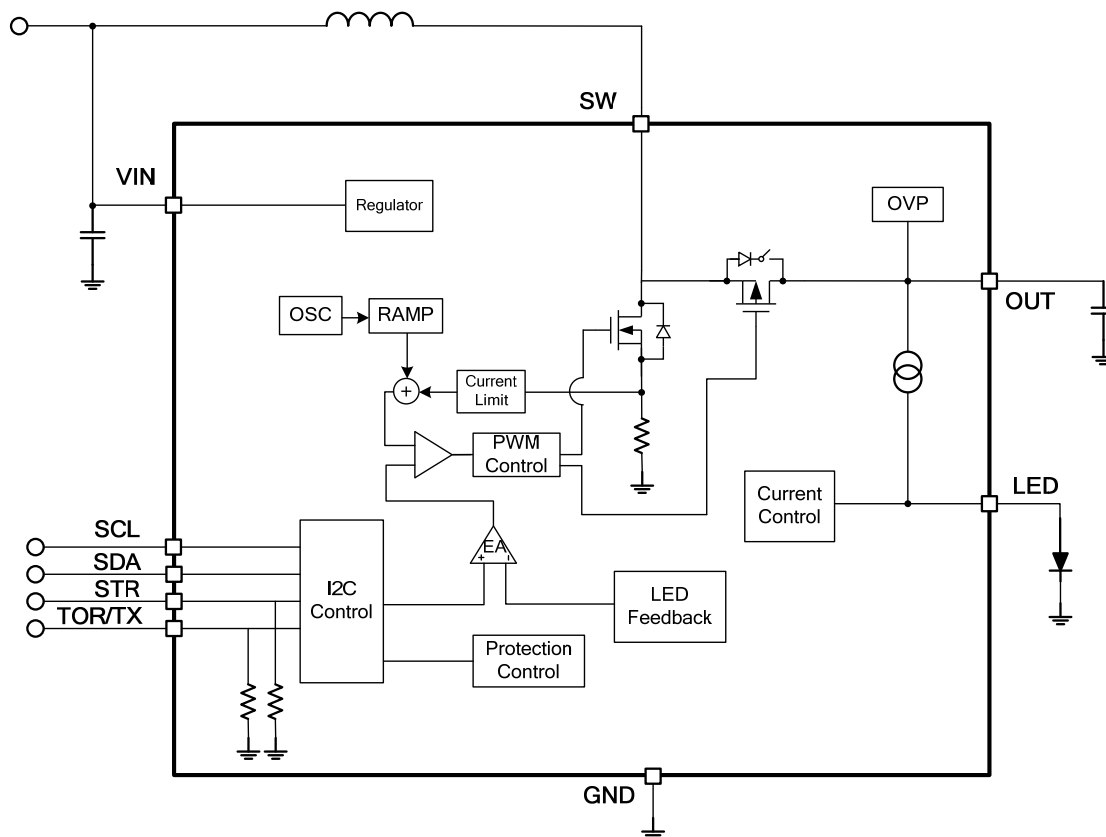 SW
VIN
Regulator
OVP
OUT
OSC
RAMP
+
Current
Limit
PWM
Control
Current
Control
LED
SCL
SDA
STR
TOR/TX
I2C
Control
EA
+ -
LED
Feedback
Protection
Control
GND